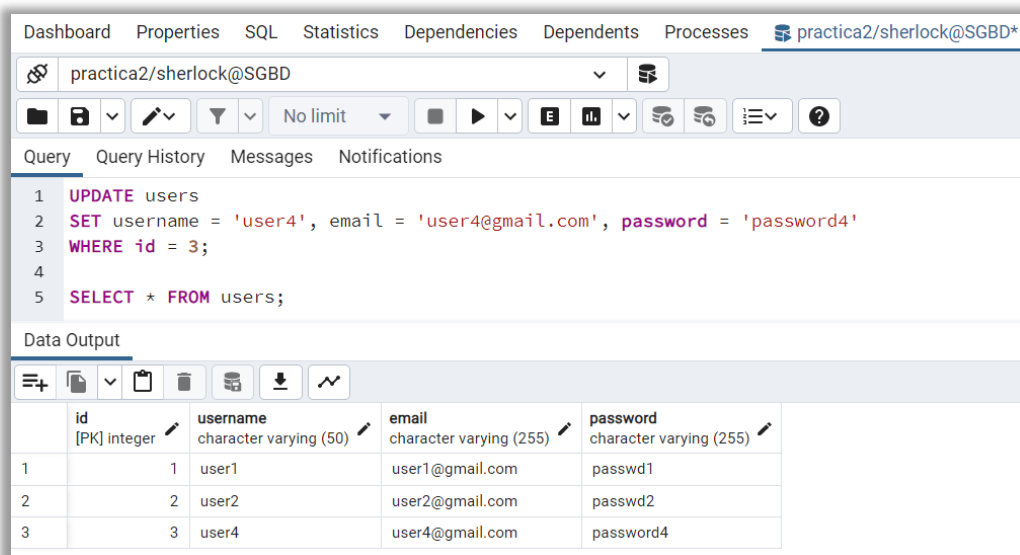 Dashboard Properties SQL Statistics Dependencies Dependents Processes practica2/sherlock@SGBD*
practica2/sherlock@SGBD
No limit E
Query Query History Messages Notifications
1 UPDATE users
2 SET username = 'user4', email = 'user4@gmail.com', password = 'password4'
3 WHERE id = 3;
4
5 SELECT * FROM users;
Data Output
id username email password
[PK] integer character varying (50) character varying (255) character varying (255)
1 1 user1 user1@gmail.com passwd1
2 2 user2 user2@gmail.com passwd2
3 3 user4 user4@gmail.com password4